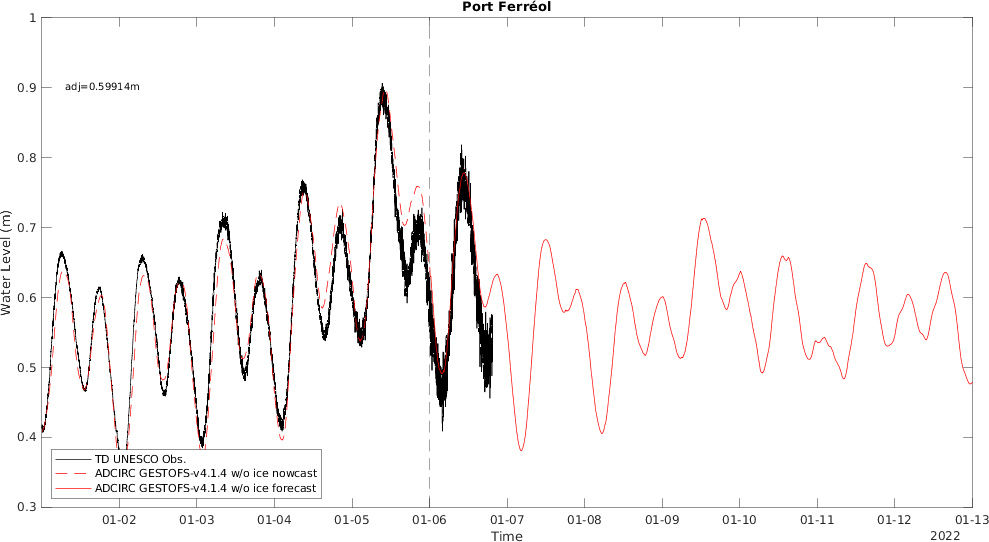 Port Ferréol
1
0.9
0.8
0.7
0.6
0.5
0.4
0.3
Water Level (m)
adj=0.59914m
TD UNESCO Obs.
ADCIRC GESTOFS-v4.1.4 w/o ice nowcast
ADCIRC GESTOFS-v4.1.4 w/o ice forecast
01-02 01-03 01-04 01-05 01-06 01-07 01-08 01-09 01-10 01-11 01-12 01-13
Time
2022